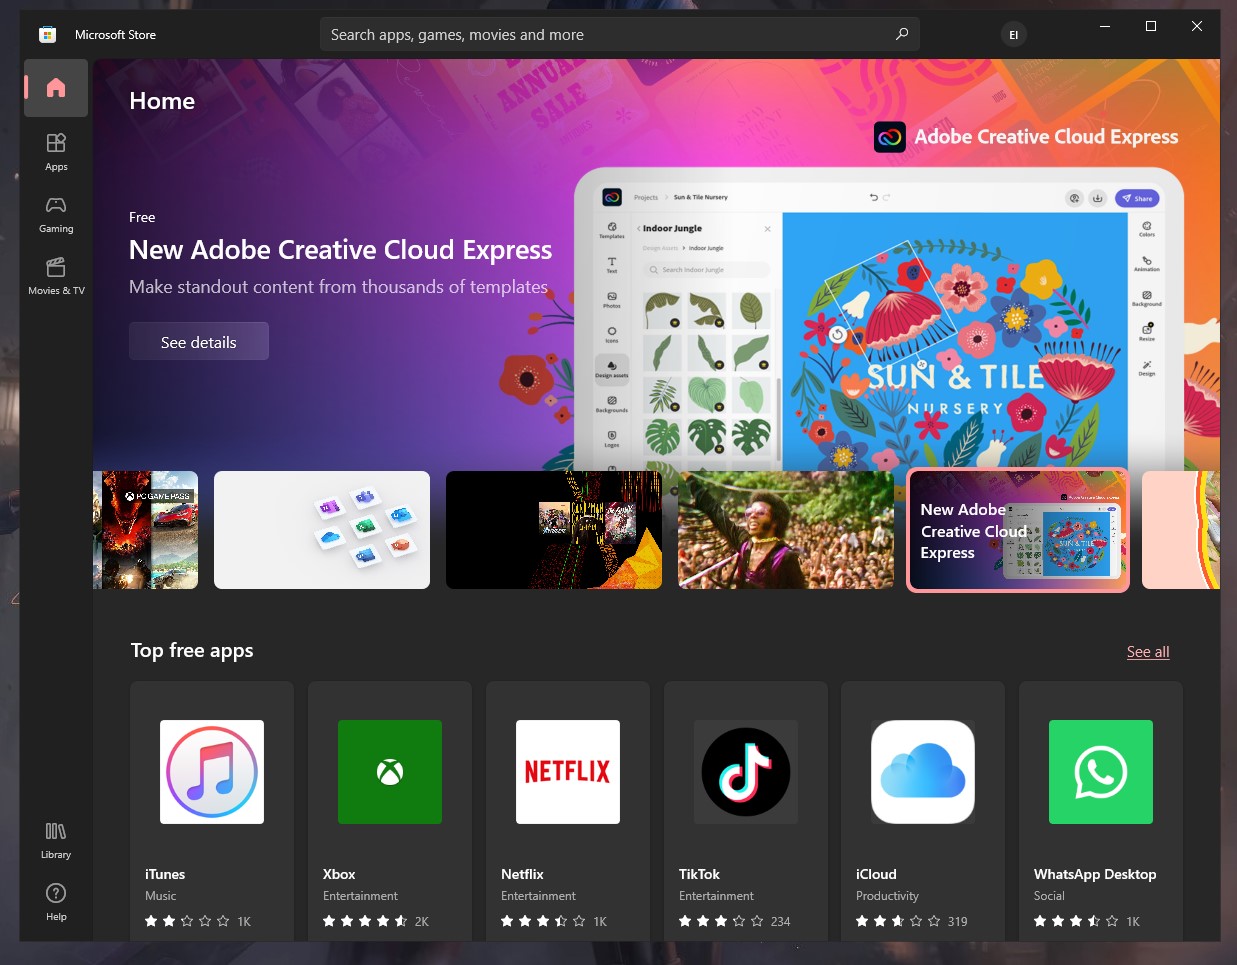 Microsoft Store
Search apps, games, movies and more
EI
Home
Apps
Gaming
Movies & TV
Library
Help
ANNUAL
SALE
Adobe Creative Cloud Express
Free
New Adobe Creative Cloud Express
Make standout content from thousands of templates
See details
Projects > Sun & Tile Nursery
Share
Templates
Text
Photos
Icons
Design assets
Backgrounds
Logos
Indoor Jungle
Design Assets > Indoor Jungle
Search Indoor Jungle
SUN & TILE
NURSERY
Colors
Animation
Background
Resize
Design
PC GAME PASS
New Adobe
Creative Cloud
Express
SUN & TILE
Top free apps
See all
iTunes
Music
1K
Xbox
Entertainment
2K
NETFLIX
Netflix
Entertainment
1K
TikTok
Entertainment
234
iCloud
Productivity
319
WhatsApp Desktop
Social
1K